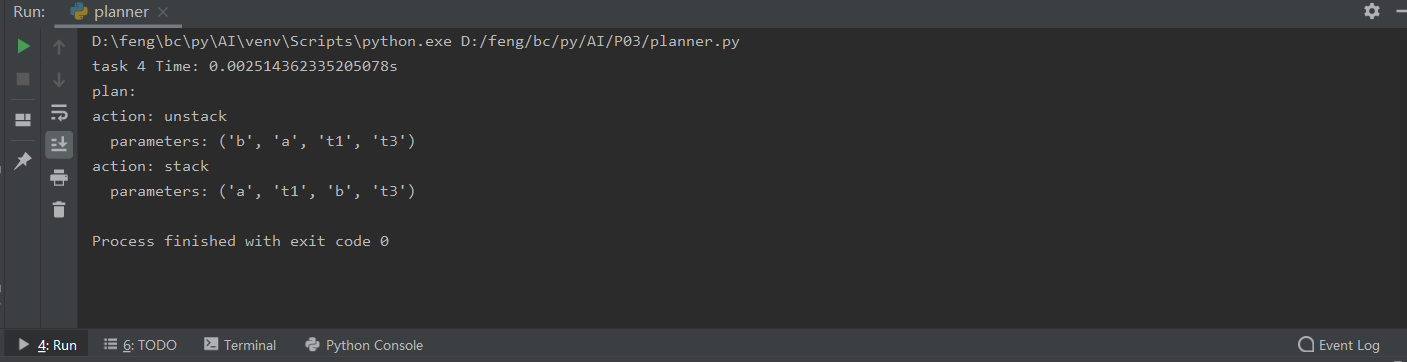 Run: planner
D:\feng\bc\py\AI\venv\Scripts\python.exe D:/feng/bc/py/AI/P03/planner.py
task 4 Time: 0.002514362335205078s
plan:
action: unstack
  parameters: ('b', 'a', 't1', 't3')
action: stack
  parameters: ('a', 't1', 'b', 't3')
Process finished with exit code 0
4: Run 6: TODO Terminal Python Console Event Log